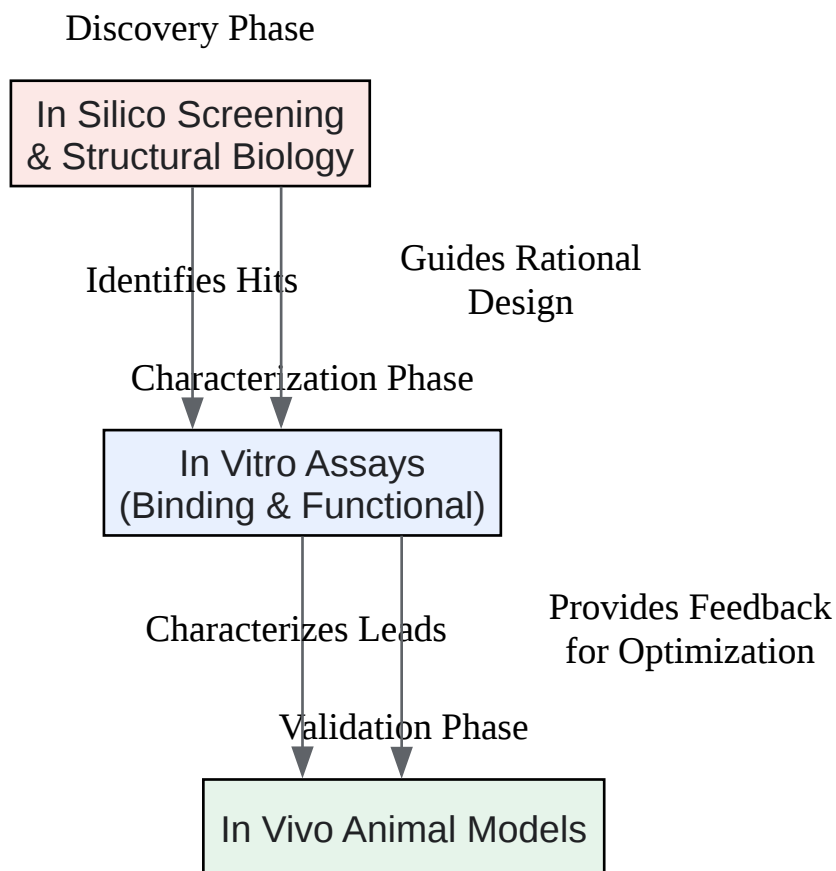 Discovery Phase
In Silico Screening
& Structural Biology
Identifies Hits
Guides Rational
Design
Characterization Phase
In Vitro Assays
(Binding & Functional)
Characterizes Leads
Provides Feedback
for Optimization
Validation Phase
In Vivo Animal Models